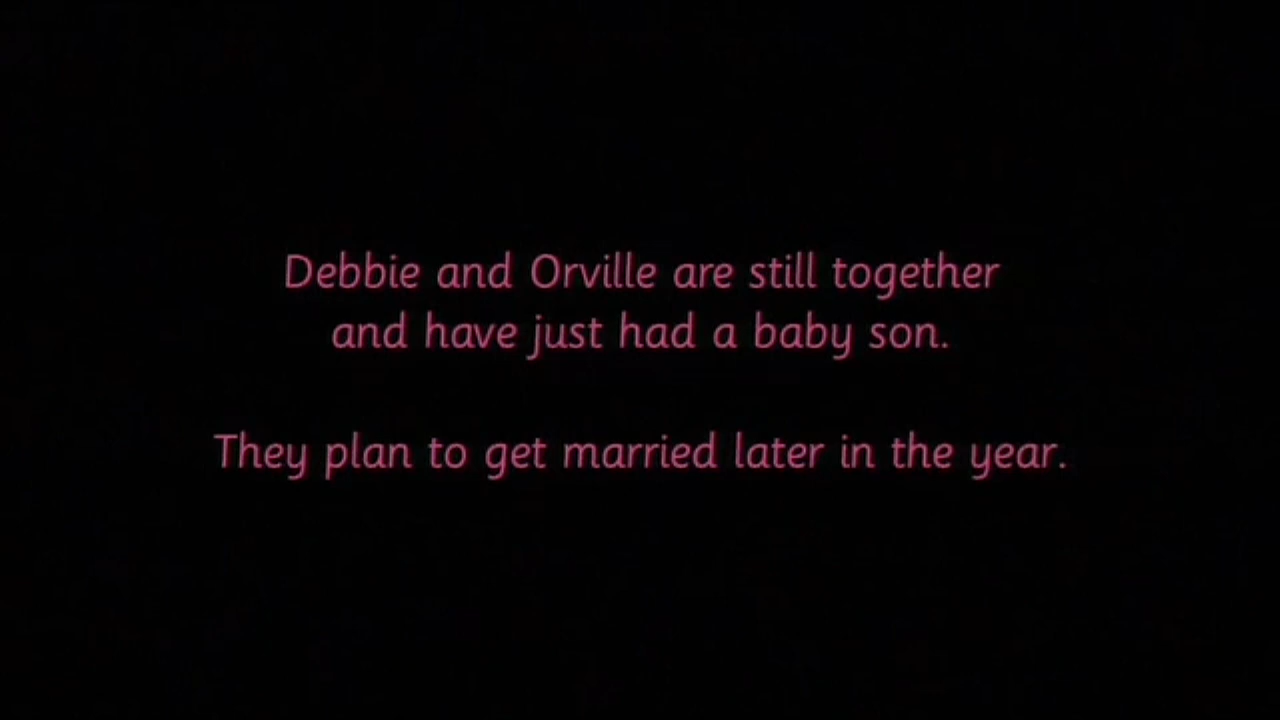 Debbie and Orville are still together
and have just had a baby son.
They plan to get married later in the year.